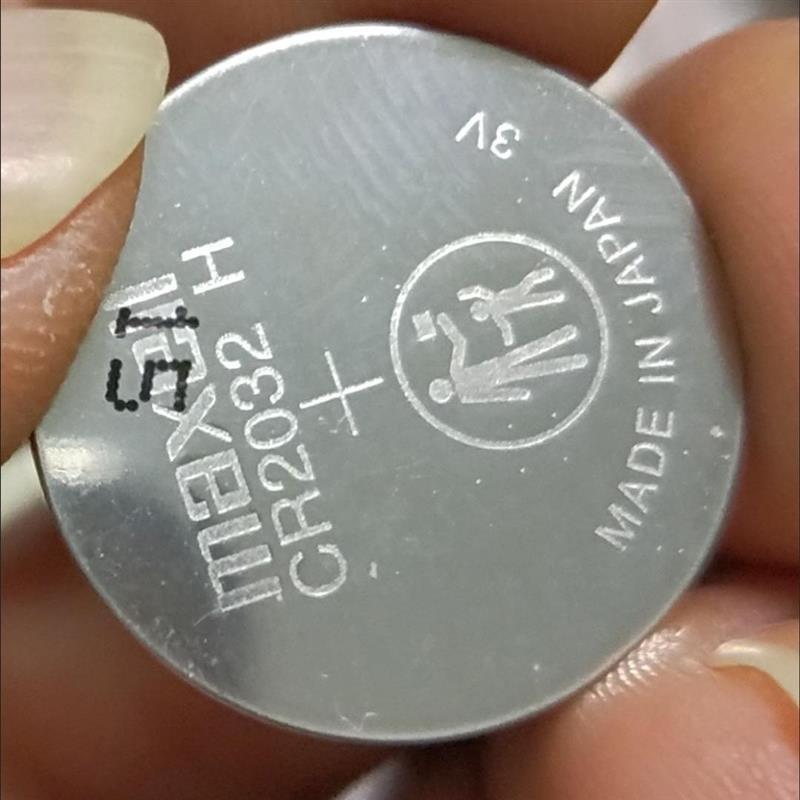 maxell
CR2032 H
+
MADE IN JAPAN 3V